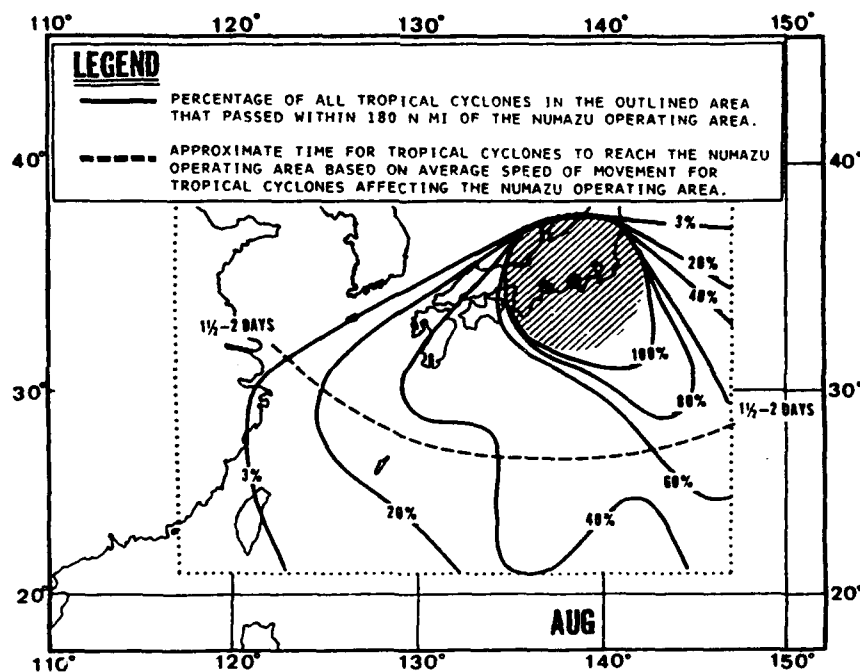 110° 120° 130° 140° 150°
LEGEND
PERCENTAGE OF ALL TROPICAL CYCLONES IN THE OUTLINED AREA
THAT PASSED WITHIN 180 N MI OF THE NUMAZU OPERATING AREA.
APPROXIMATE TIME FOR TROPICAL CYCLONES TO REACH THE NUMAZU
OPERATING AREA BASED ON AVERAGE SPEED OF MOVEMENT FOR
TROPICAL CYCLONES AFFECTING THE NUMAZU OPERATING AREA.
40° 40°
3%
20%
40%
1½-2 DAYS
100%
30° 30°
80%
1½-2 DAYS
3%
60%
20%
40%
20° 20°
AUG
110° 120° 130° 140° 150°